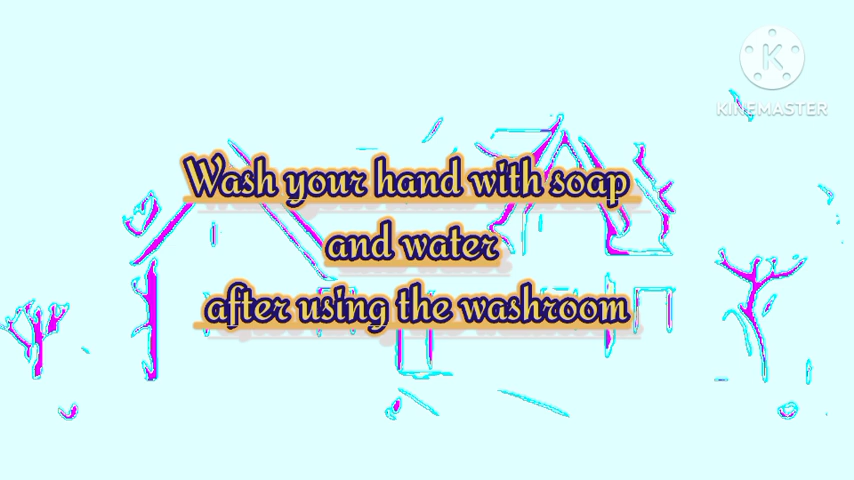 KINEMASTER
Wash your hand with soap
and water
after using the washroom